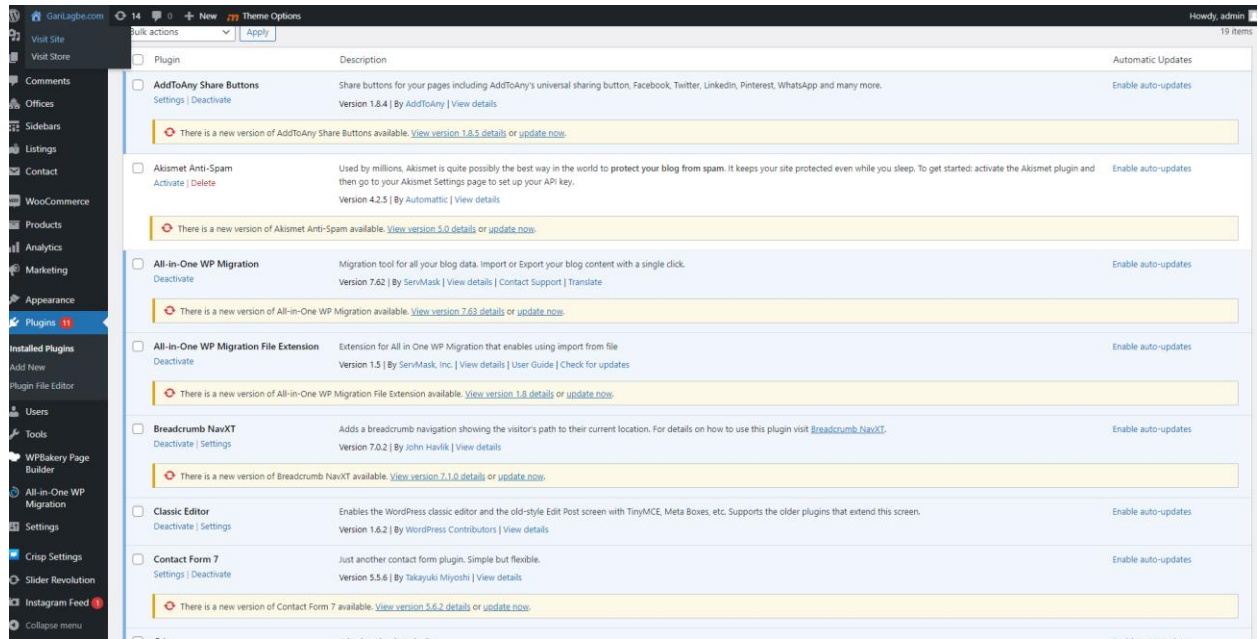 GariLagbe.com 14 0 + New Theme Options Howdy, admin
Visit Site
Visit Store
Bulk actions Apply 19 items
Plugin Description Automatic Updates
Comments
Offices
Sidebars
Listings
Contact
WooCommerce
Products
Analytics
Marketing
Appearance
Plugins 11
Installed Plugins
Add New
Plugin File Editor
Users
Tools
WPBakery Page
Builder
All-in-One WP
Migration
Settings
Crisp Settings
Slider Revolution
Instagram Feed 1
Collapse menu
AddToAny Share Buttons Share buttons for your pages including AddToAny's universal sharing button, Facebook, Twitter, LinkedIn, Pinterest, WhatsApp and many more. Enable auto-updates
Settings | Deactivate Version 1.8.4 | By AddToAny | View details
There is a new version of AddToAny Share Buttons available. View version 1.8.5 details or update now.
Akismet Anti-Spam Used by millions, Akismet is quite possibly the best way in the world to protect your blog from spam. It keeps your site protected even while you sleep. To get started: activate the Akismet plugin and Enable auto-updates
Activate | Delete then go to your Akismet Settings page to set up your API key.
Version 4.2.5 | By Automattic | View details
There is a new version of Akismet Anti-Spam available. View version 5.0 details or update now.
All-in-One WP Migration Migration tool for all your blog data. Import or Export your blog content with a single click. Enable auto-updates
Deactivate Version 7.62 | By ServMask | View details | Contact Support | Translate
There is a new version of All-in-One WP Migration available. View version 7.63 details or update now.
All-in-One WP Migration File Extension Extension for All in One WP Migration that enables using import from file Enable auto-updates
Deactivate Version 1.5 | By ServMask, Inc. | View details | User Guide | Check for updates
There is a new version of All-in-One WP Migration File Extension available. View version 1.8 details or update now.
Breadcrumb NavXT Adds a breadcrumb navigation showing the visitor's path to their current location. For details on how to use this plugin visit Breadcrumb NavXT. Enable auto-updates
Deactivate | Settings Version 7.0.2 | By John Havlik | View details
There is a new version of Breadcrumb NavXT available. View version 7.1.0 details or update now.
Classic Editor Enables the WordPress classic editor and the old-style Edit Post screen with TinyMCE, Meta Boxes, etc. Supports the older plugins that extend this screen. Enable auto-updates
Deactivate | Settings Version 1.6.2 | By WordPress Contributors | View details
Contact Form 7 Just another contact form plugin. Simple but flexible. Enable auto-updates
Settings | Deactivate Version 5.5.6 | By Takayuki Miyoshi | View details
There is a new version of Contact Form 7 available. View version 5.6.2 details or update now.